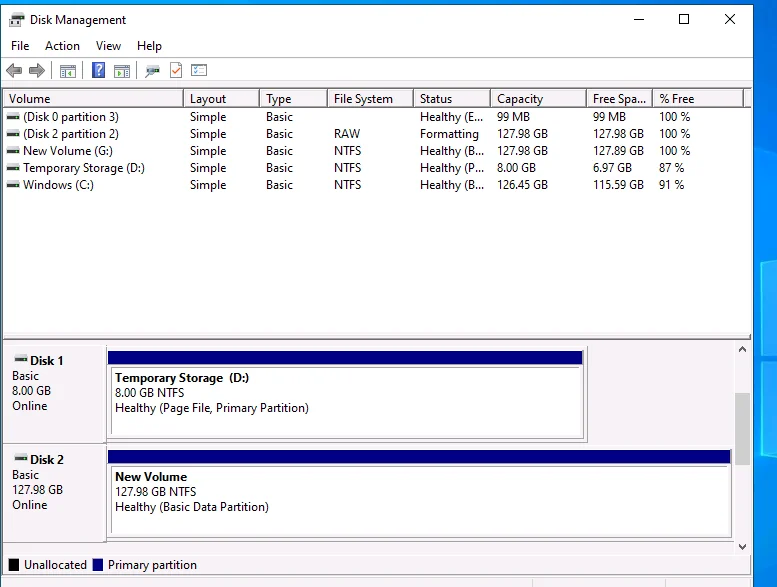 Disk Management
File Action View Help
Volume Layout Type File System Status Capacity Free Spa... % Free
(Disk 0 partition 3) Simple Basic Healthy (E... 99 MB 99 MB 100 %
(Disk 2 partition 2) Simple Basic RAW Formatting 127.98 GB 127.98 GB 100 %
New Volume (G:) Simple Basic NTFS Healthy (B... 127.98 GB 127.89 GB 100 %
Temporary Storage (D:) Simple Basic NTFS Healthy (P... 8.00 GB 6.97 GB 87 %
Windows (C:) Simple Basic NTFS Healthy (B... 126.45 GB 115.59 GB 91 %
Disk 1
Basic
8.00 GB
Online
Temporary Storage (D:)
8.00 GB NTFS
Healthy (Page File, Primary Partition)
Disk 2
Basic
127.98 GB
Online
New Volume
127.98 GB NTFS
Healthy (Basic Data Partition)
Unallocated Primary partition